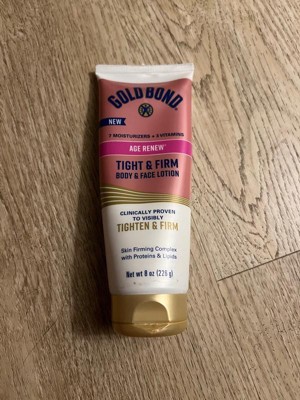 GOLD BOND
NEW
7 MOISTURIZERS + 3 VITAMINS
AGE RENEW
TIGHT & FIRM
BODY & FACE LOTION
CLINICALLY PROVEN
TO VISIBLY
TIGHTEN & FIRM
Skin Firming Complex
with Proteins & Lipids
Net wt 8 oz (226 g)